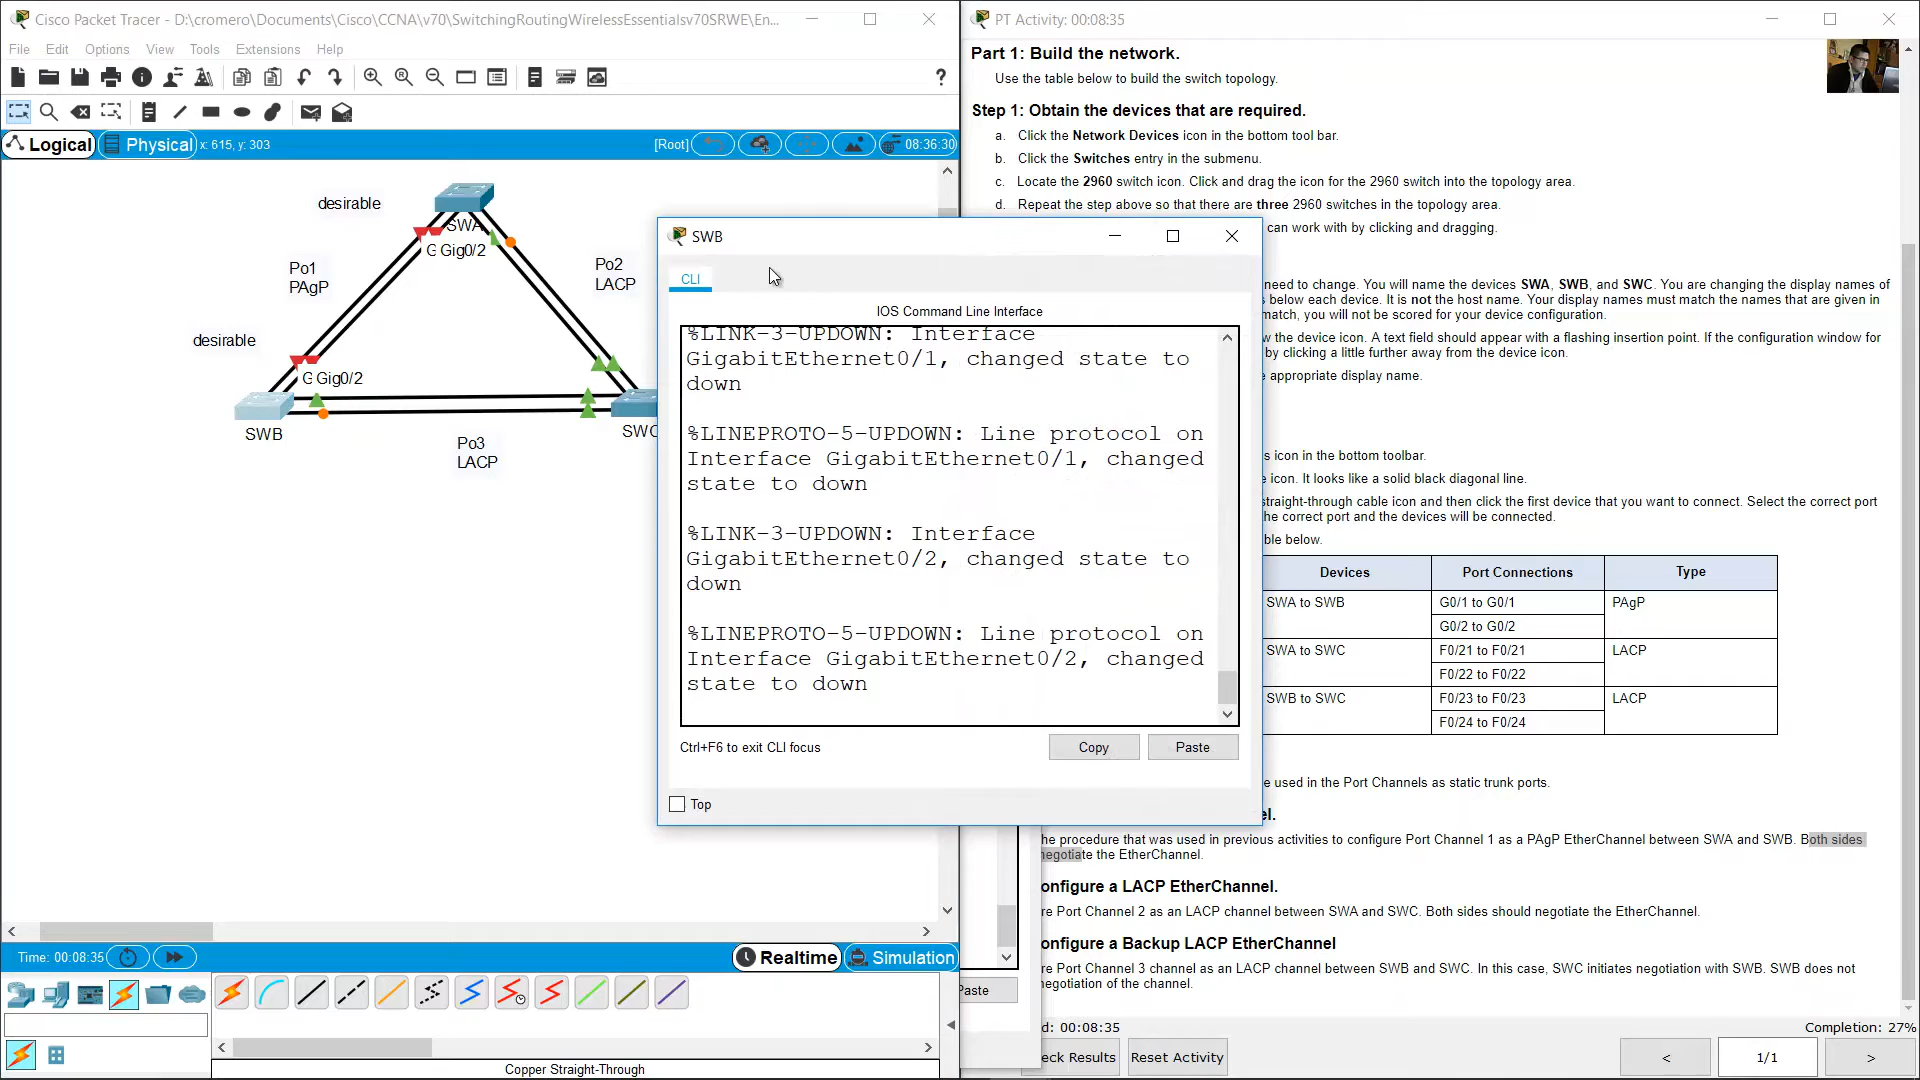 Cisco Packet Tracer - D:\cromero\Documents\Cisco\CCNA\v70\SwitchingRoutingWirelessEssentialsv70SRWE\En...
File Edit Options View Tools Extensions Help
?
Logical
Physical
x: 615, y: 303
[Root]
08:36:30
desirable
SWA
Gig0/2
Po1
PAgP
Po2
LACP
desirable
G Gig0/2
SWB
SWC
Po3
LACP
SWB
CLI
IOS Command Line Interface
%LINK-3-UPDOWN: Interface
GigabitEthernet0/1, changed state to
down
%LINEPROTO-5-UPDOWN: Line protocol on
Interface GigabitEthernet0/1, changed
state to down
%LINK-3-UPDOWN: Interface
GigabitEthernet0/2, changed state to
down
%LINEPROTO-5-UPDOWN: Line protocol on
Interface GigabitEthernet0/2, changed
state to down
Ctrl+F6 to exit CLI focus
Copy
Paste
Top
Paste
Time: 00:08:35
Realtime
Simulation
Copper Straight-Through
PT Activity: 00:08:35
Part 1: Build the network.
Use the table below to build the switch topology.
Step 1: Obtain the devices that are required.
a. Click the Network Devices icon in the bottom tool bar.
b. Click the Switches entry in the submenu.
c. Locate the 2960 switch icon. Click and drag the icon for the 2960 switch into the topology area.
d. Repeat the step above so that there are three 2960 switches in the topology area.
can work with by clicking and dragging.
need to change. You will name the devices SWA, SWB, and SWC. You are changing the display names of
below each device. It is not the host name. Your display names must match the names that are given in
match, you will not be scored for your device configuration.
w the device icon. A text field should appear with a flashing insertion point. If the configuration window for
by clicking a little further away from the device icon.
appropriate display name.
s icon in the bottom toolbar.
icon. It looks like a solid black diagonal line.
straight-through cable icon and then click the first device that you want to connect. Select the correct port
he correct port and the devices will be connected.
ble below.
Devices Port Connections Type
SWA to SWB G0/1 to G0/1 PAgP
G0/2 to G0/2
SWA to SWC F0/21 to F0/21 LACP
F0/22 to F0/22
SWB to SWC F0/23 to F0/23 LACP
F0/24 to F0/24
e used in the Port Channels as static trunk ports.
el.
he procedure that was used in previous activities to configure Port Channel 1 as a PAgP EtherChannel between SWA and SWB. Both sides
negotiate the EtherChannel.
onfigure a LACP EtherChannel.
re Port Channel 2 as an LACP channel between SWA and SWC. Both sides should negotiate the EtherChannel.
onfigure a Backup LACP EtherChannel
re Port Channel 3 channel as an LACP channel between SWB and SWC. In this case, SWC initiates negotiation with SWB. SWB does not
negotiation of the channel.
d: 00:08:35
Completion: 27%
eck Results
Reset Activity
<
1/1
>